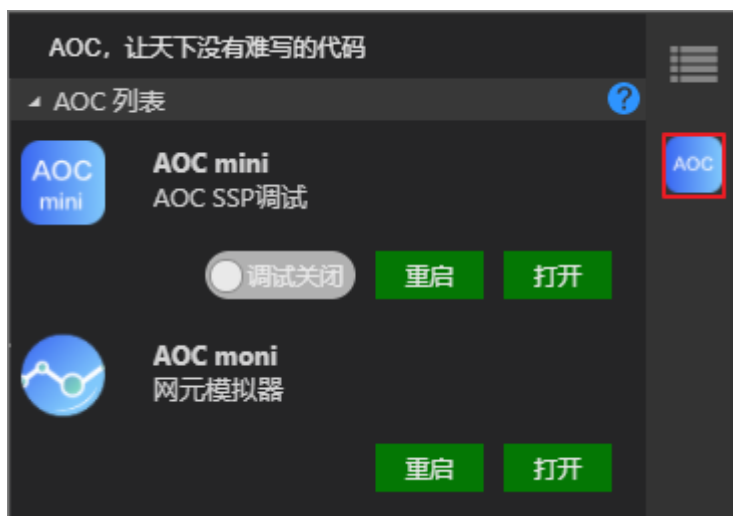 AOC，让天下没有难写的代码
AOC 列表
?
AOC
mini
AOC mini
AOC SSP调试
调试关闭
重启
打开
AOC moni
网元模拟器
重启
打开
AOC